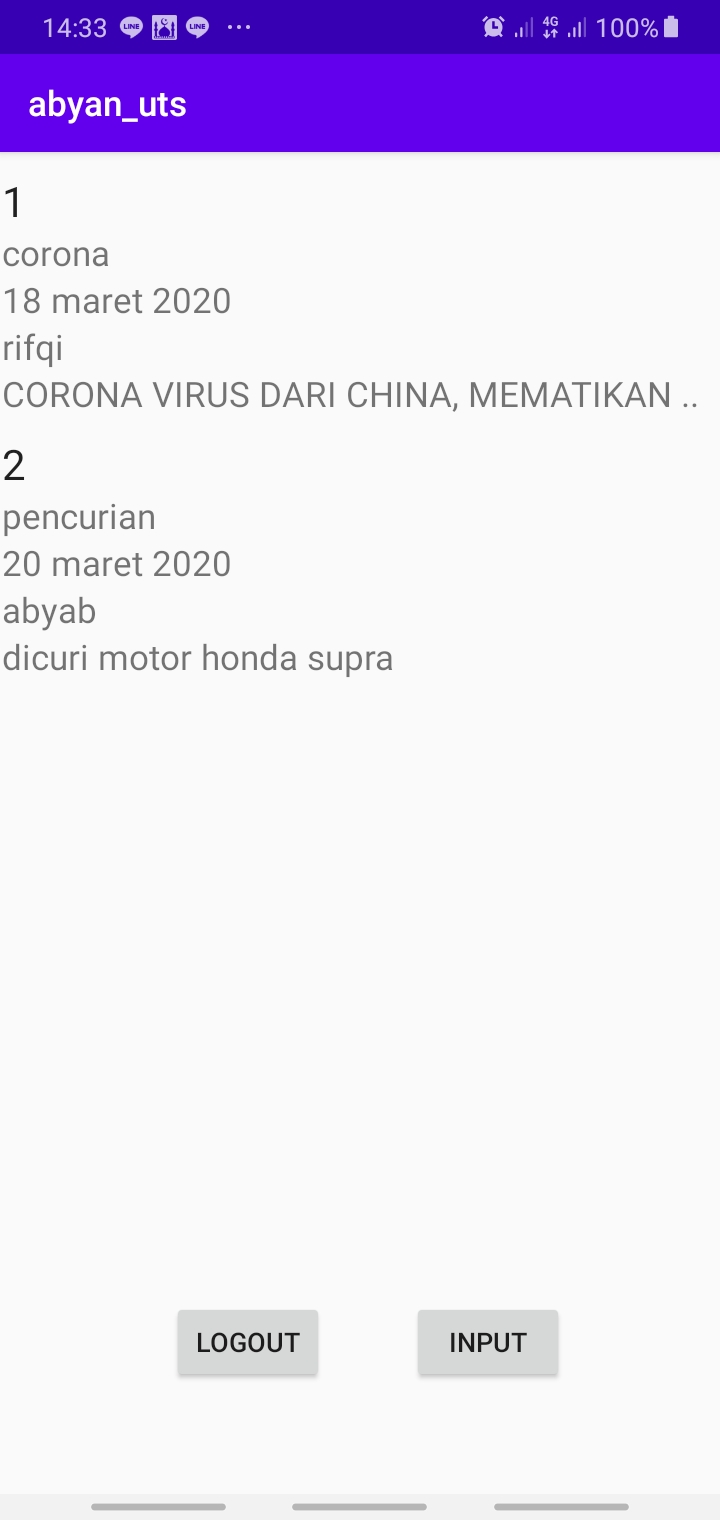 14:33 LINE LINE ... 4G 100%
abyan_uts
1
corona
18 maret 2020
rifqi
CORONA VIRUS DARI CHINA, MEMATIKAN ..
2
pencurian
20 maret 2020
abyab
dicuri motor honda supra
LOGOUT INPUT